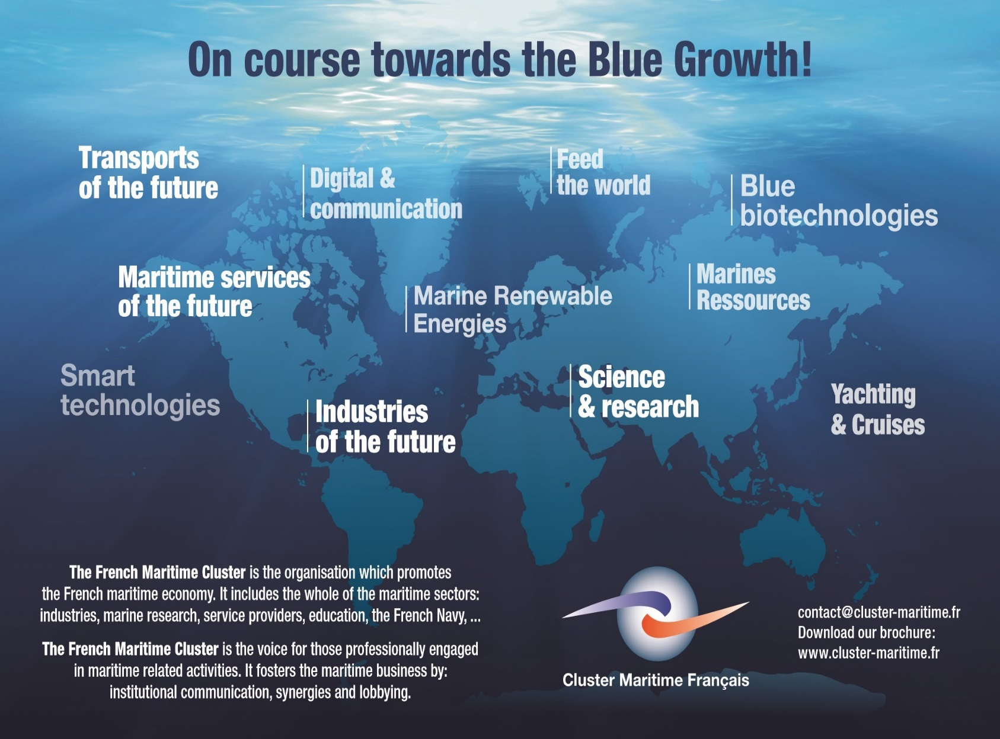 On course towards the Blue Growth!
Transports
of the future
Digital &
communication
Feed
the world
Blue
biotechnologies
Maritime services
of the future
Marine Renewable
Energies
Marines
Ressources
Smart
technologies
Industries
of the future
Science
& research
Yachting
& Cruises
The French Maritime Cluster is the organisation which promotes
the French maritime economy. It includes the whole of the maritime sectors:
industries, marine research, service providers, education, the French Navy, ...
The French Maritime Cluster is the voice for those professionally engaged
in maritime related activities. It fosters the maritime business by:
institutional communication, synergies and lobbying.
Cluster Maritime Français
contact@cluster-maritime.fr
Download our brochure:
www.cluster-maritime.fr